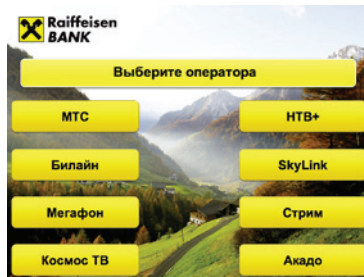 Raiffeisen
BANK
Выберите оператора
МТС
НТВ+
Билайн
SkyLink
Мегафон
Стрим
Космос ТВ
Акадо